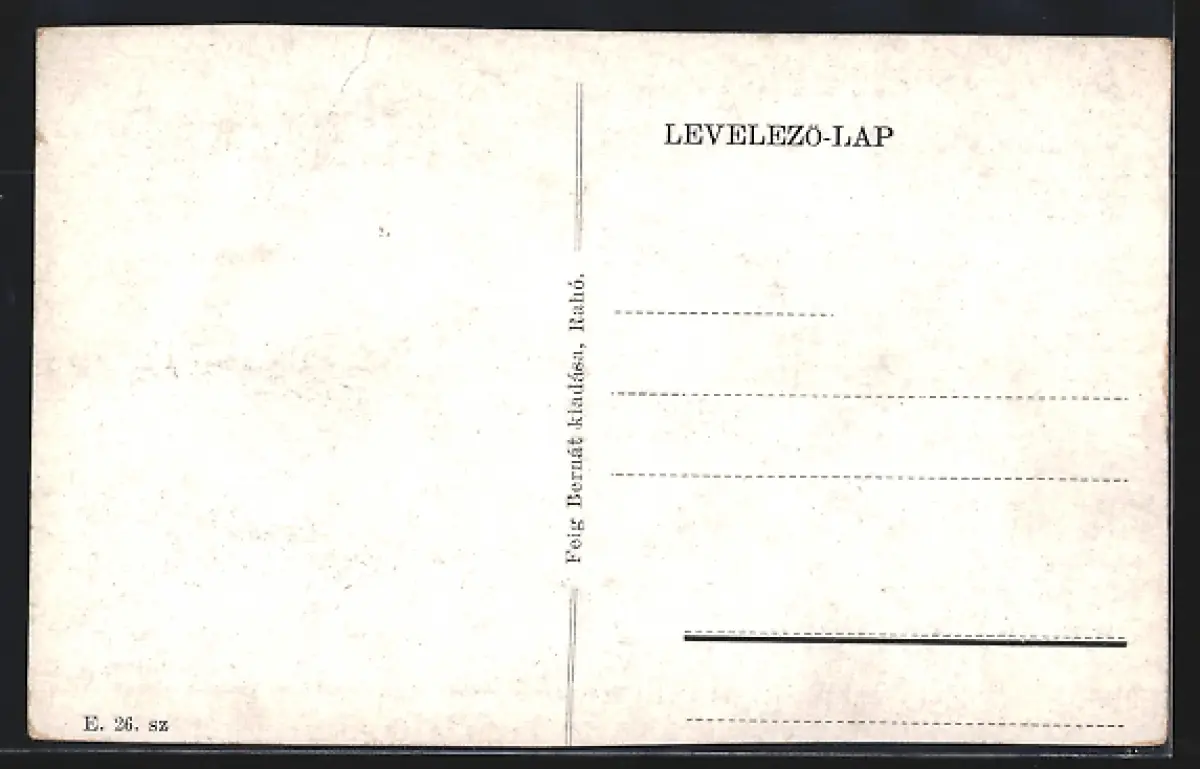 LEVELEZŐ-LAP
Feig Bernát kiadása, Rahó.
E. 26. sz